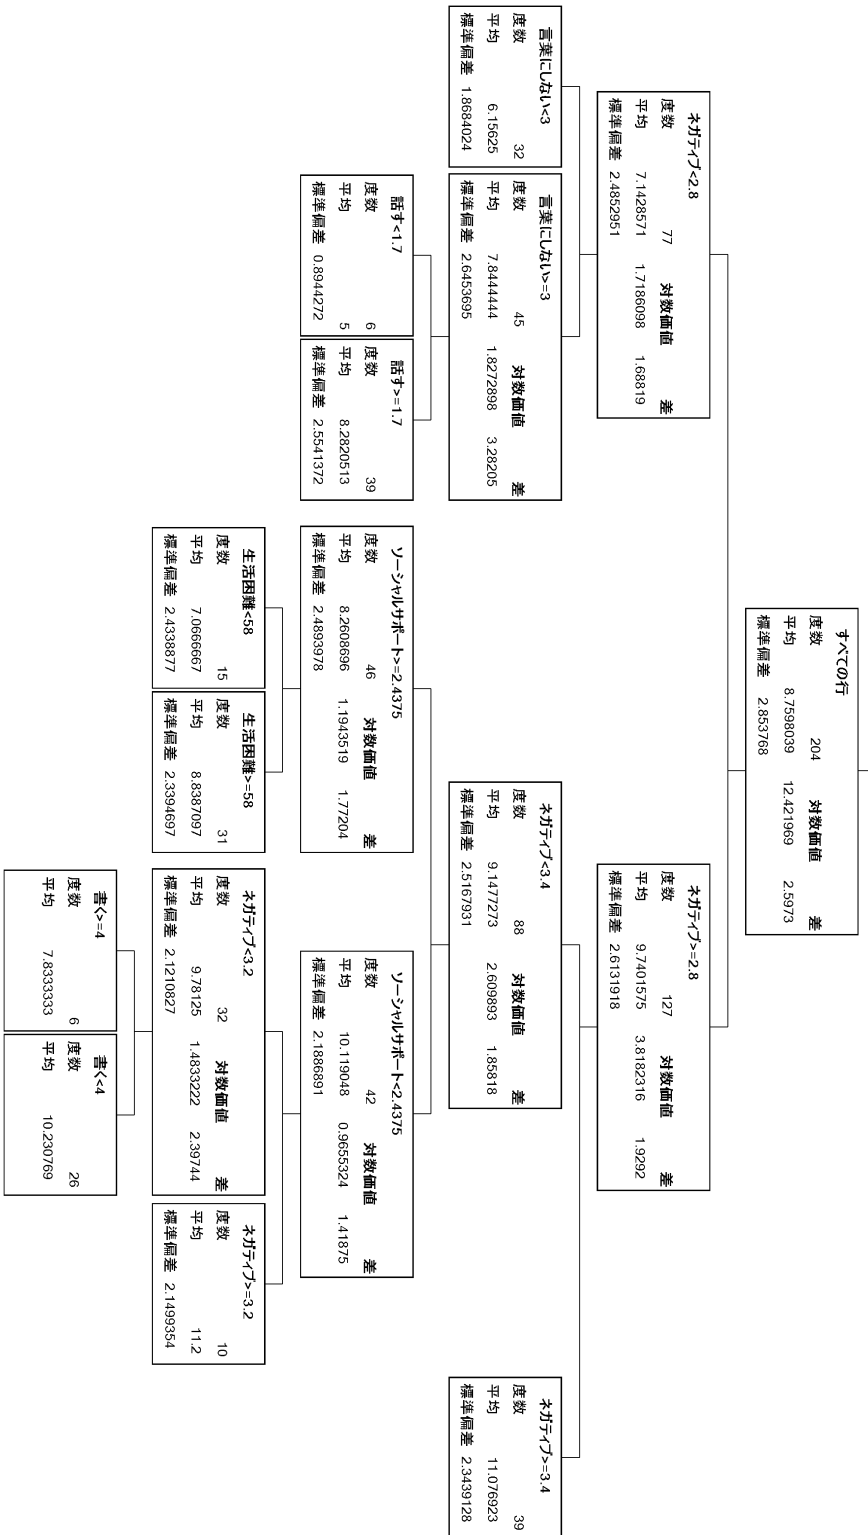 すべての行
度数 204 対数価値 差
平均 8.7598039 12.421969 2.5973
標準偏差 2.853768
ネガティブ<2.8
度数 77 対数価値 差
平均 7.1428571 1.7186098 1.68819
標準偏差 2.4852951
ネガティブ>=2.8
度数 127 対数価値 差
平均 9.7401575 3.8182316 1.9292
標準偏差 2.6131918
言葉にしない<3
度数 32
平均 6.15625
標準偏差 1.8684024
言葉にしない>=3
度数 45 対数価値 差
平均 7.8444444 1.8272898 3.28205
標準偏差 2.6453695
ネガティブ<3.4
度数 88 対数価値 差
平均 9.1477273 2.609893 1.85818
標準偏差 2.5167931
ネガティブ>=3.4
度数 39
平均 11.076923
標準偏差 2.3439128
話す<1.7
度数 6
平均 5
標準偏差 0.8944272
話す>=1.7
度数 39
平均 8.2820513
標準偏差 2.5541372
ソーシャルサポート>=2.4375
度数 46 対数価値 差
平均 8.2608696 1.1943519 1.77204
標準偏差 2.4893978
ソーシャルサポート<2.4375
度数 42 対数価値 差
平均 10.119048 0.9655324 1.41875
標準偏差 2.1886891
生活困難<58
度数 15
平均 7.0666667
標準偏差 2.4338877
生活困難>=58
度数 31
平均 8.8387097
標準偏差 2.3394697
ネガティブ<3.2
度数 32 対数価値 差
平均 9.78125 1.4833222 2.39744
標準偏差 2.1210827
ネガティブ>=3.2
度数 10
平均 11.2
標準偏差 2.1499354
書く>=4
度数 6
平均 7.8333333
書く<4
度数 26
平均 10.230769